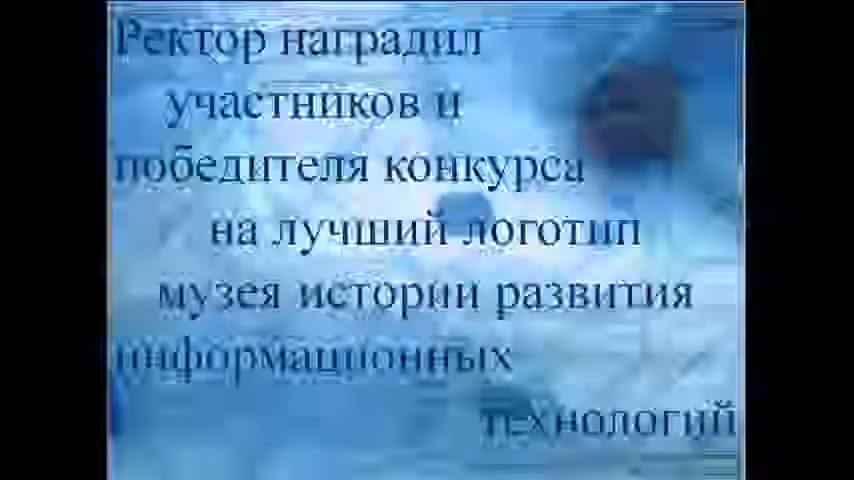 Ректор наградил
участников и
победителя конкурса
на лучший логотип
музея истории развития
информационных
технологий